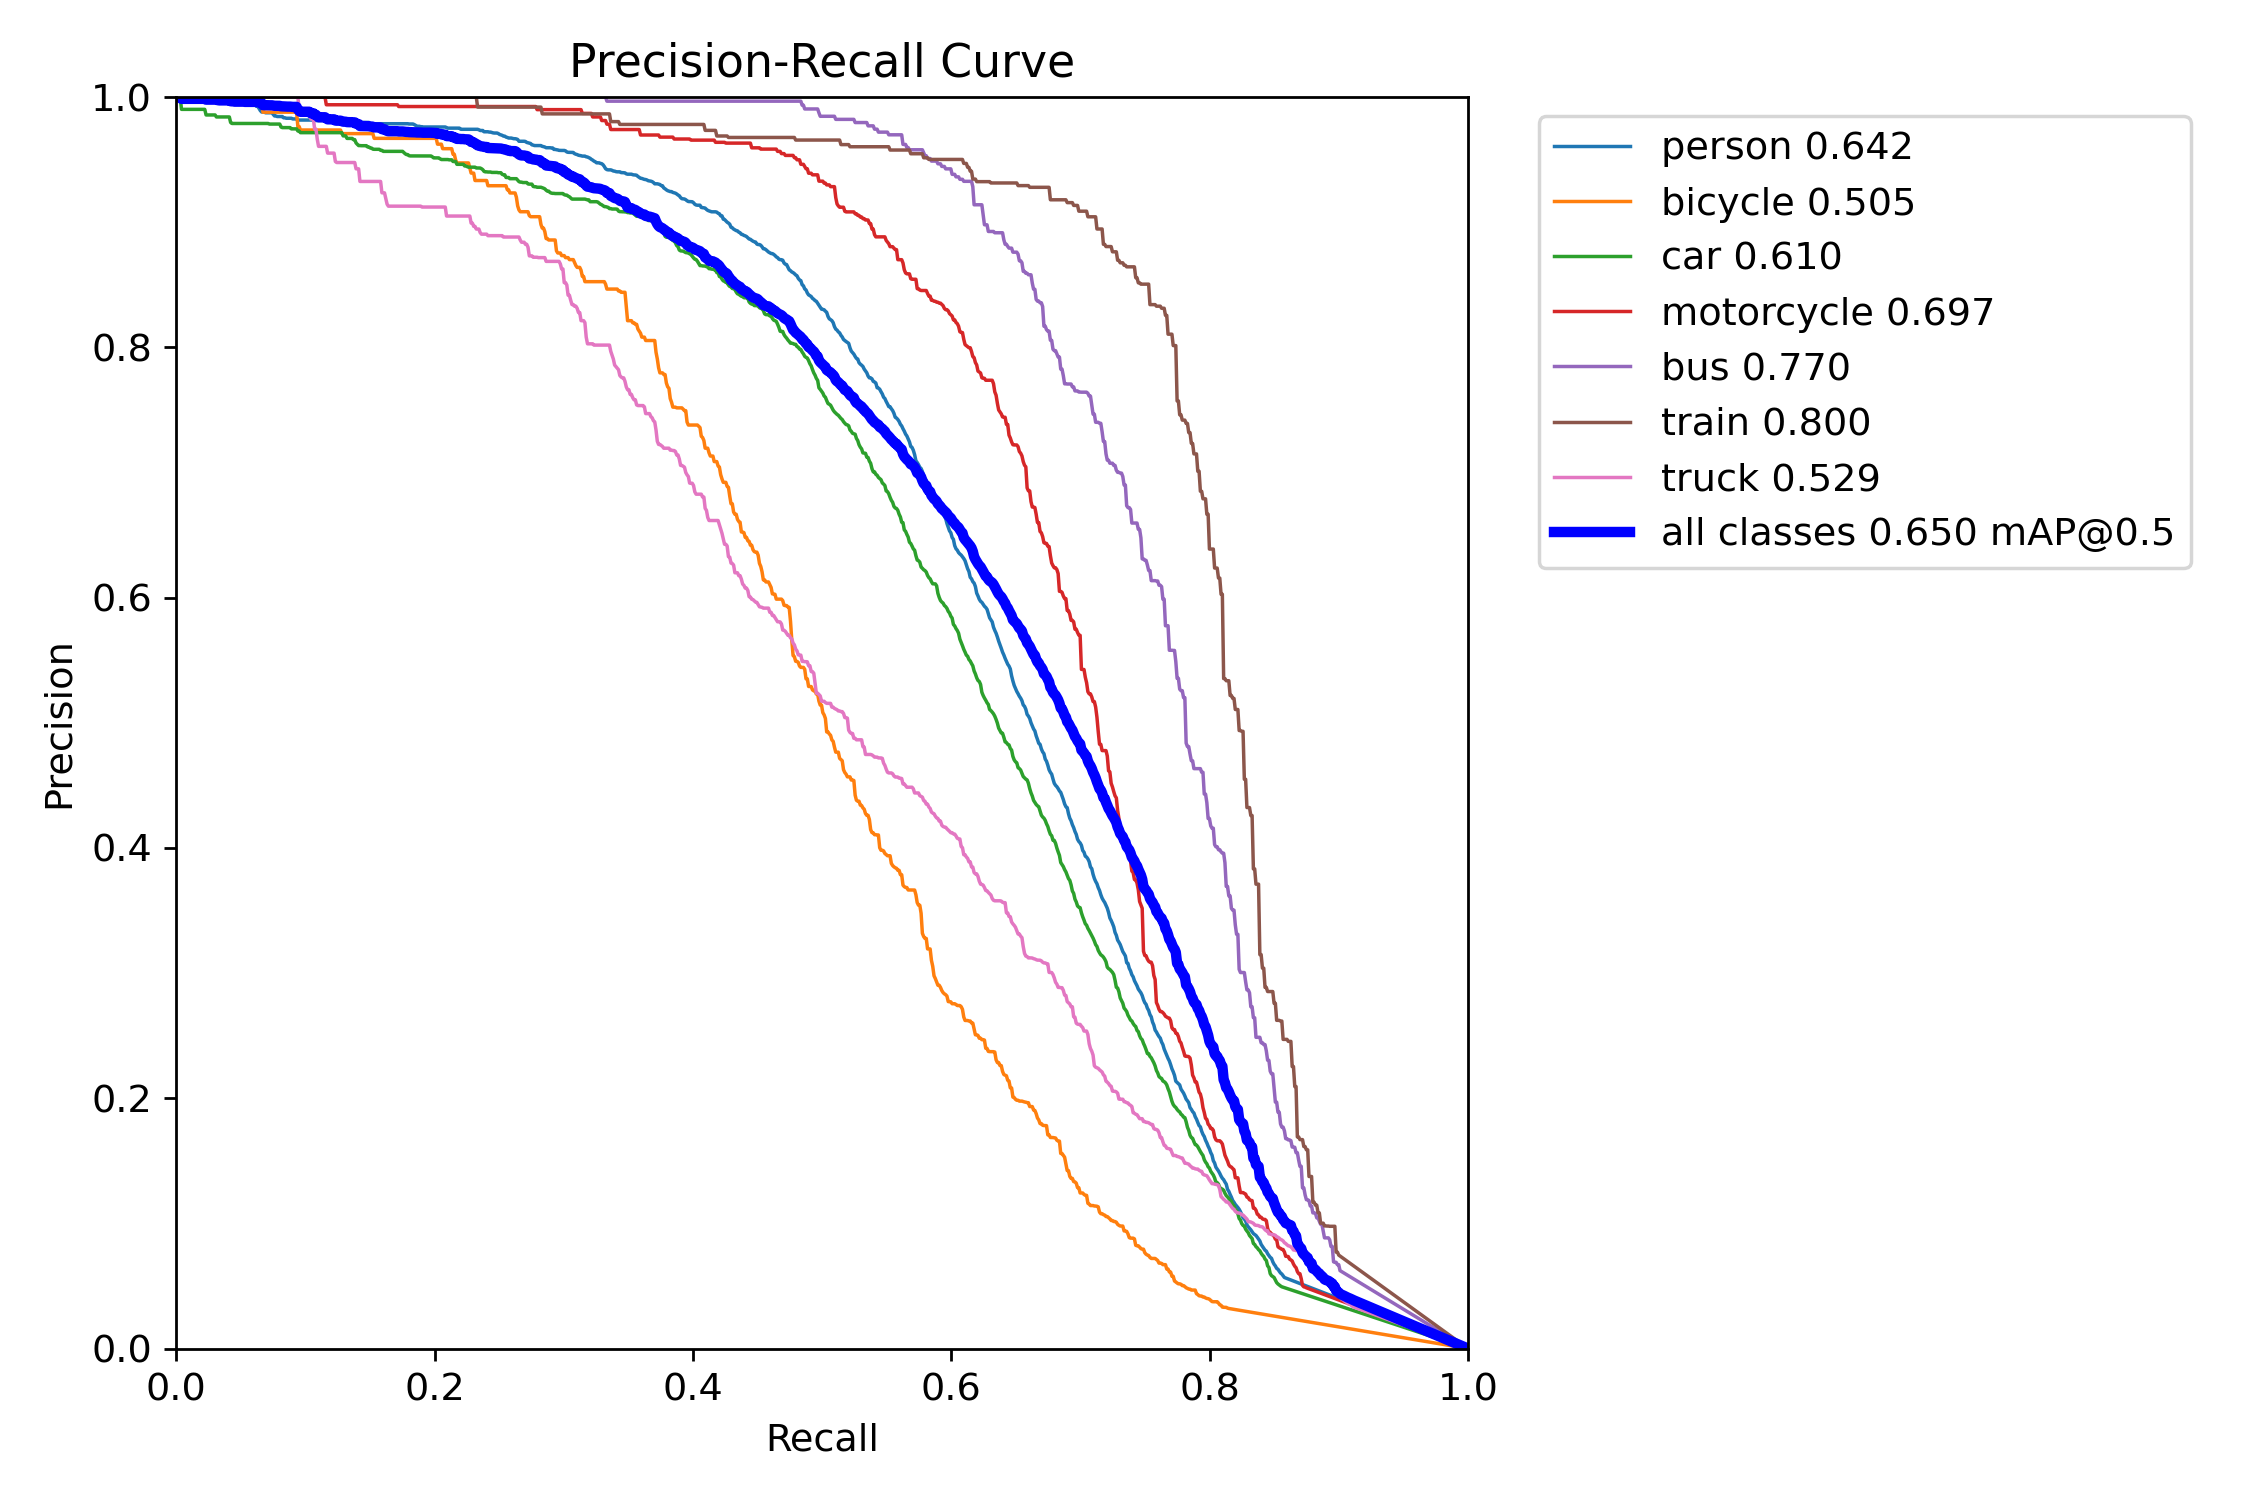 Precision-Recall Curve
1.0
0.8
0.6
0.4
0.2
0.0
Precision
0.0 0.2 0.4 0.6 0.8 1.0
Recall
person 0.642
bicycle 0.505
car 0.610
motorcycle 0.697
bus 0.770
train 0.800
truck 0.529
all classes 0.650 mAP@0.5